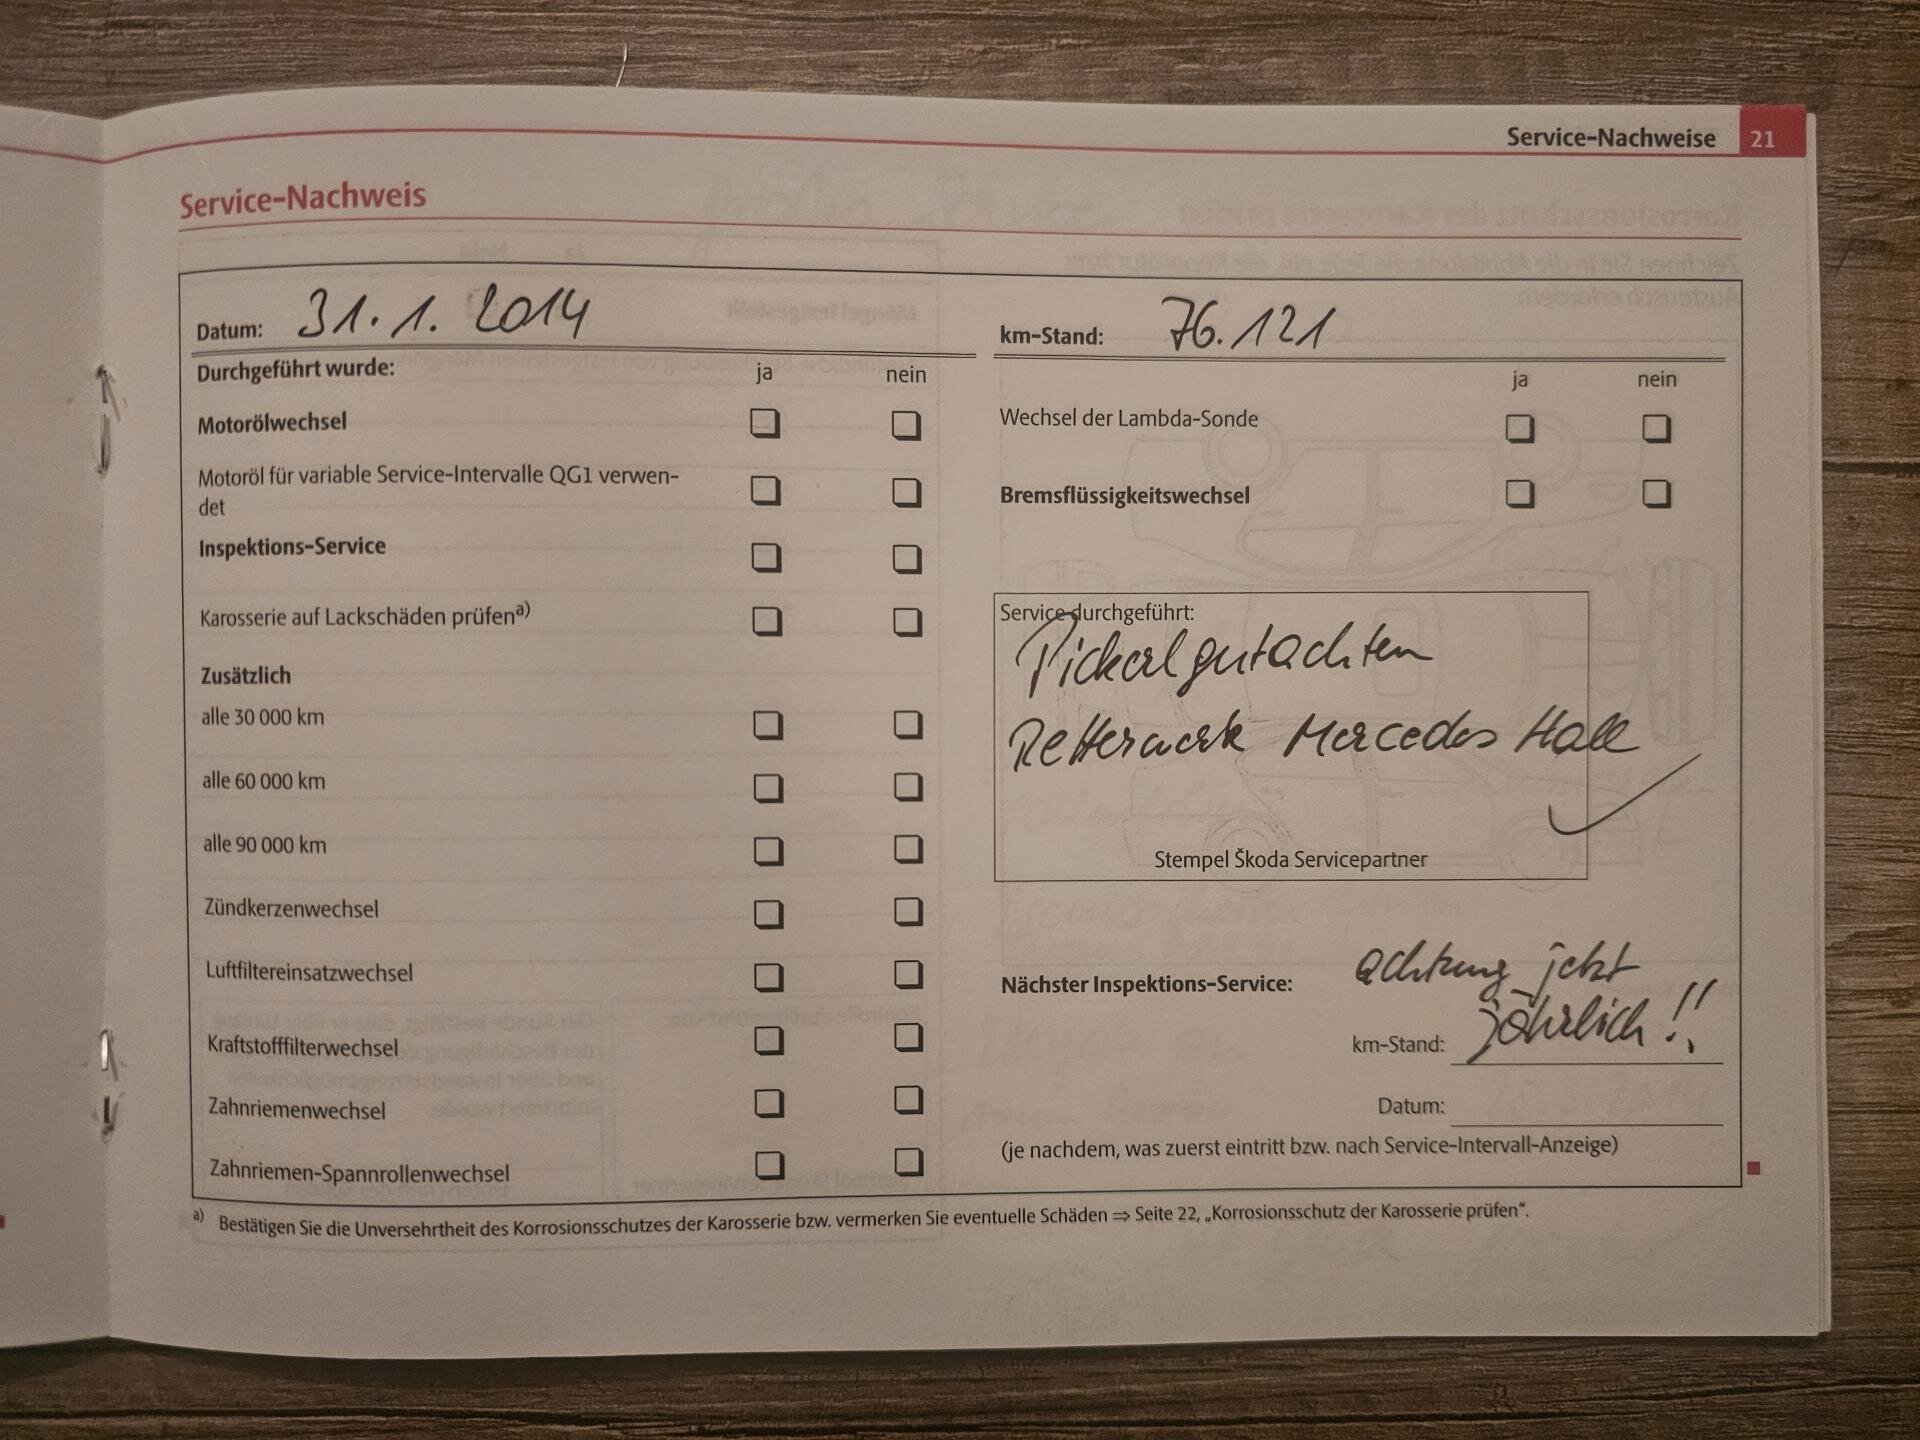 Service-Nachweise 21
Service-Nachweis
Datum: 31.1.2014
km-Stand: 76.121
Durchgeführt wurde: ja nein
Motorölwechsel
Motoröl für variable Service-Intervalle QG1 verwen-
det
Inspektions-Service
Karosserie auf Lackschäden prüfen a)
Zusätzlich
alle 30 000 km
alle 60 000 km
alle 90 000 km
Zündkerzenwechsel
Luftfiltereinsatzwechsel
Kraftstofffilterwechsel
Zahnriemenwechsel
Zahnriemen-Spannrollenwechsel
ja nein
Wechsel der Lambda-Sonde
Bremsflüssigkeitswechsel
Service durchgeführt:
Pickerlgutachten
Retterwerk Mercedes Hall
Stempel Škoda Servicepartner
Nächster Inspektions-Service: achtung jetzt
km-Stand: jährlich!!
Datum:
(je nachdem, was zuerst eintritt bzw. nach Service-Intervall-Anzeige)
a) Bestätigen Sie die Unversehrtheit des Korrosionsschutzes der Karosserie bzw. vermerken Sie eventuelle Schäden ⇒ Seite 22, „Korrosionsschutz der Karosserie prüfen“.